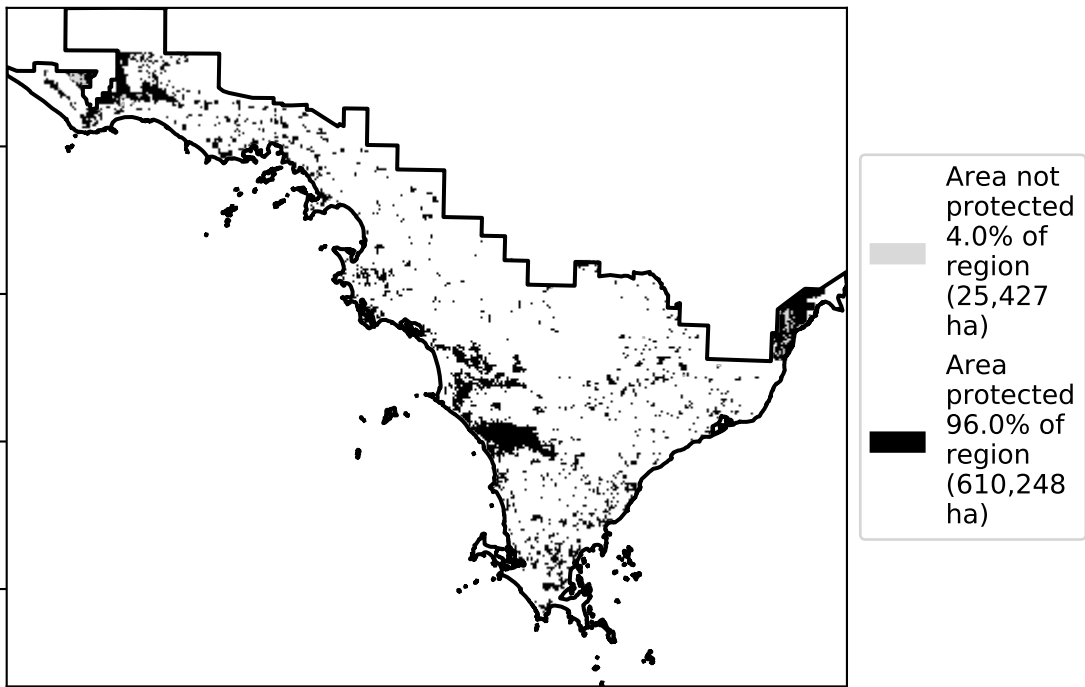 Area not
protected
4.0% of
region
(25,427
ha)
Area
protected
96.0% of
region
(610,248
ha)